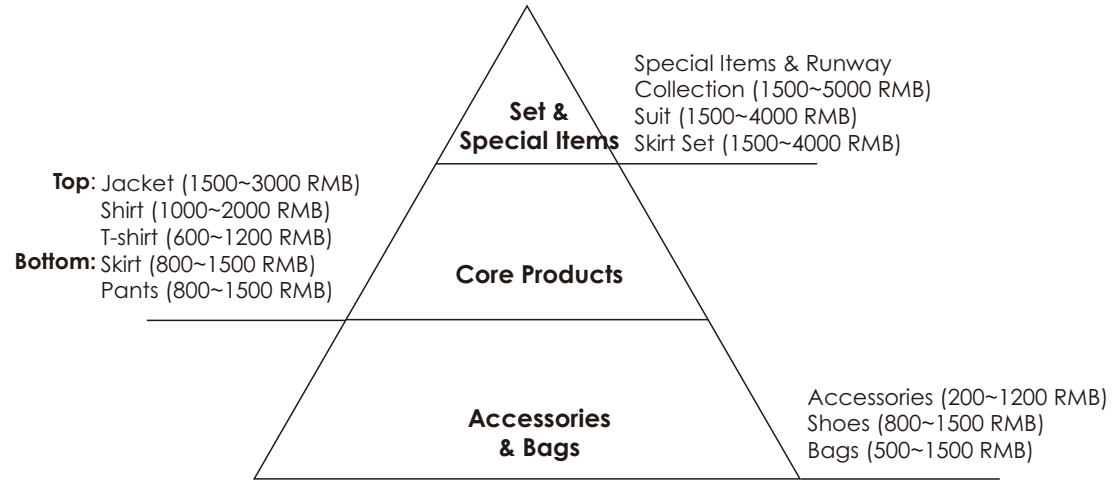 Set &
Special Items
Special Items & Runway
Collection (1500~5000 RMB)
Suit (1500~4000 RMB)
Skirt Set (1500~4000 RMB)
Top: Jacket (1500~3000 RMB)
Shirt (1000~2000 RMB)
T-shirt (600~1200 RMB)
Bottom: Skirt (800~1500 RMB)
Pants (800~1500 RMB)
Core Products
Accessories
& Bags
Accessories (200~1200 RMB)
Shoes (800~1500 RMB)
Bags (500~1500 RMB)